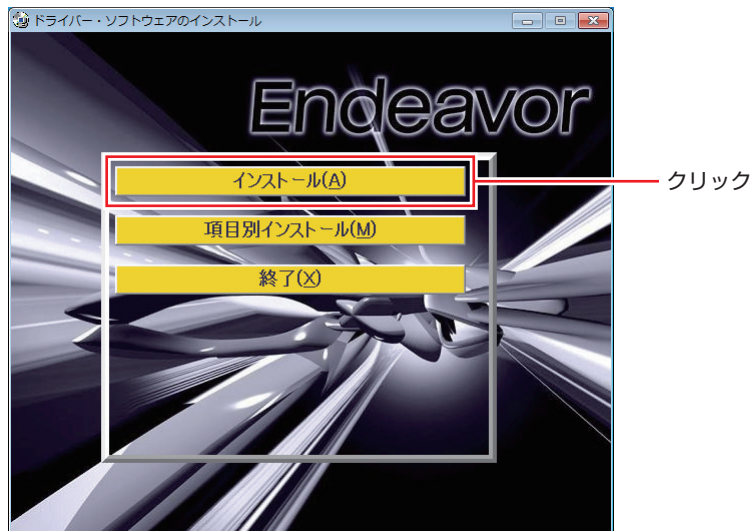 ドライバー・ソフトウェアのインストール
Endeavor
インストール(A)
クリック
項目別インストール(M)
終了(X)